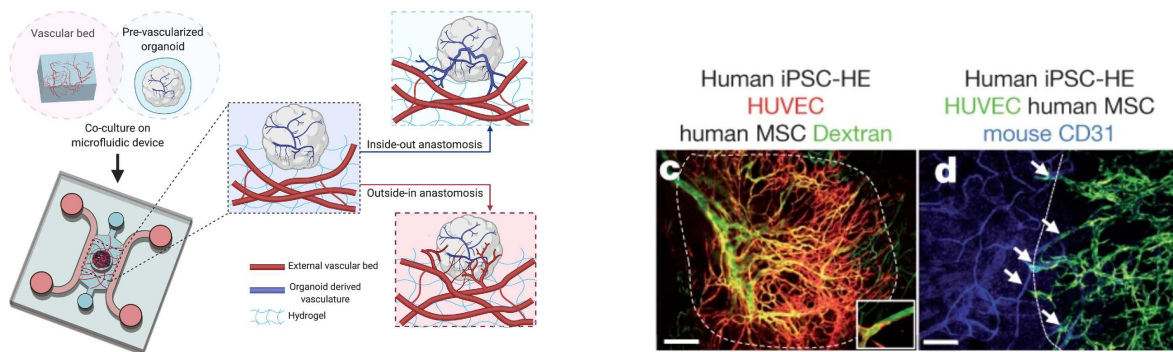 Vascular bed
Pre-vascularized
organoid
Co-culture on
microfluidic device
Inside-out anastomosis
Outside-in anastomosis
External vascular bed
Organoid derived
vasculature
Hydrogel
Human iPSC-HE
HUVEC
human MSC Dextran
c
Human iPSC-HE
HUVEC human MSC
mouse CD31
d